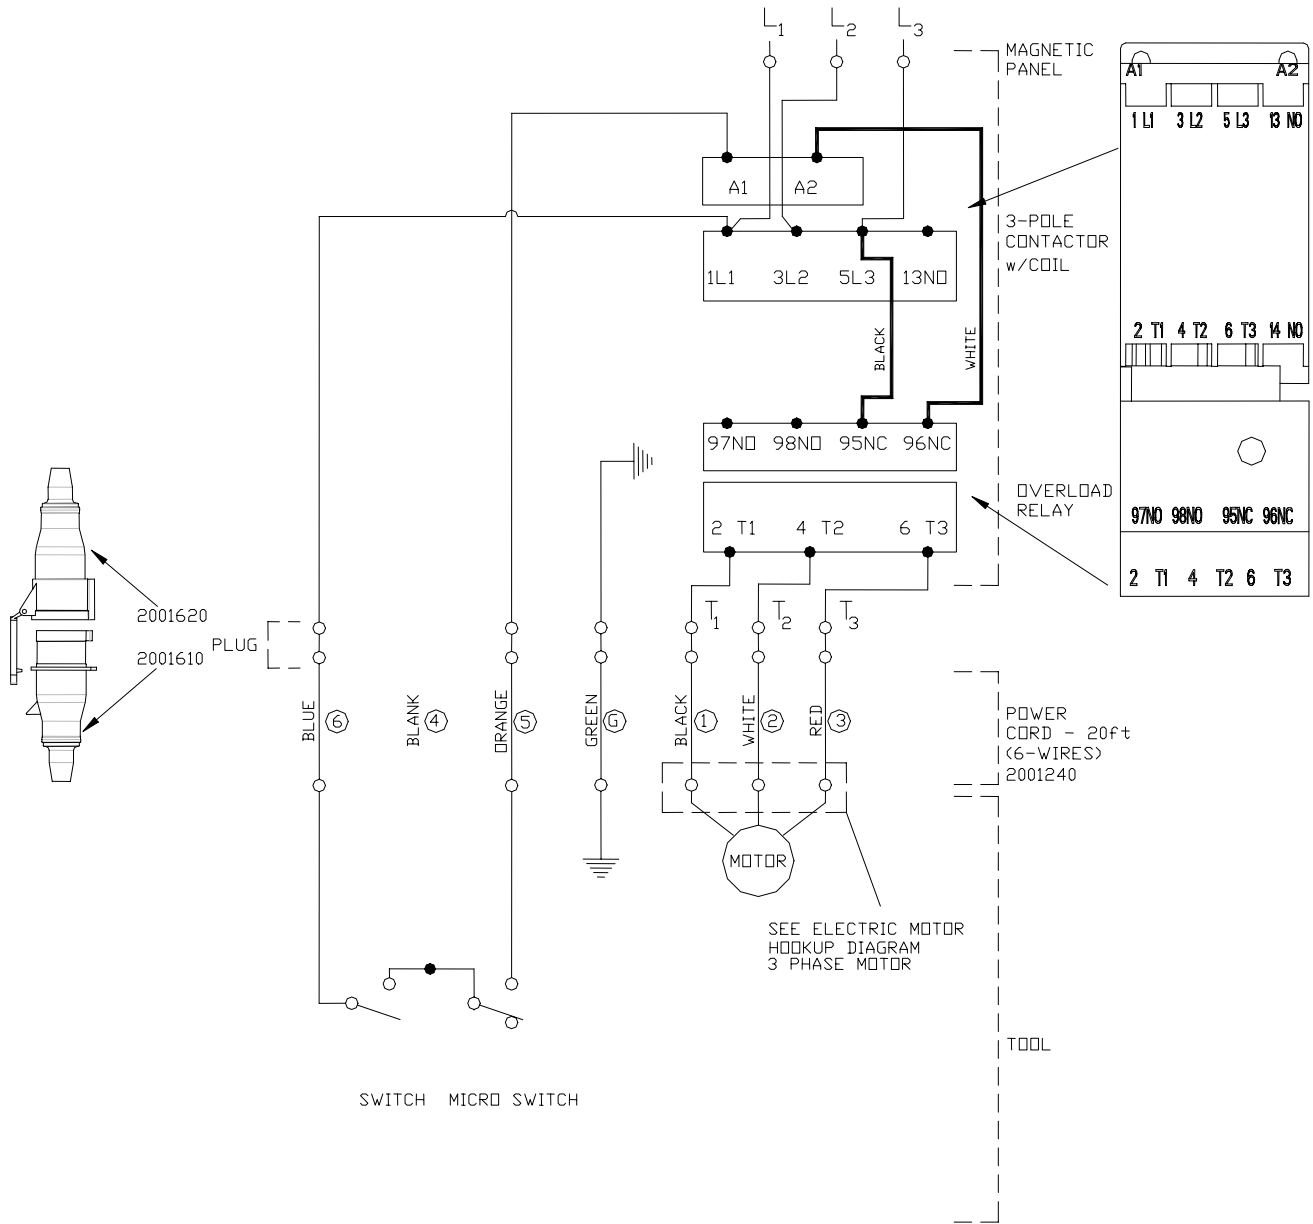 L1 L2 L3
MAGNETIC
PANEL
A1 A2
1 L1 3 L2 5 L3 13 NO
A1 A2
3-POLE
CONTACTOR
w/COIL
1L1 3L2 5L3 13NO
BLACK
WHITE
2 T1 4 T2 6 T3 14 NO
97NO 98NO 95NC 96NC
OVERLOAD
RELAY
97NO 98NO 95NC 96NC
2 T1 4 T2 6 T3
2 T1 4 T2 6 T3
T1 T2 T3
2001620
PLUG
2001610
BLUE 6
BLANK 4
ORANGE 5
GREEN G
BLACK 1
WHITE 2
RED 3
POWER
CORD - 20ft
(6-WIRES)
2001240
MOTOR
SEE ELECTRIC MOTOR
HOOKUP DIAGRAM
3 PHASE MOTOR
TOOL
SWITCH MICRO SWITCH